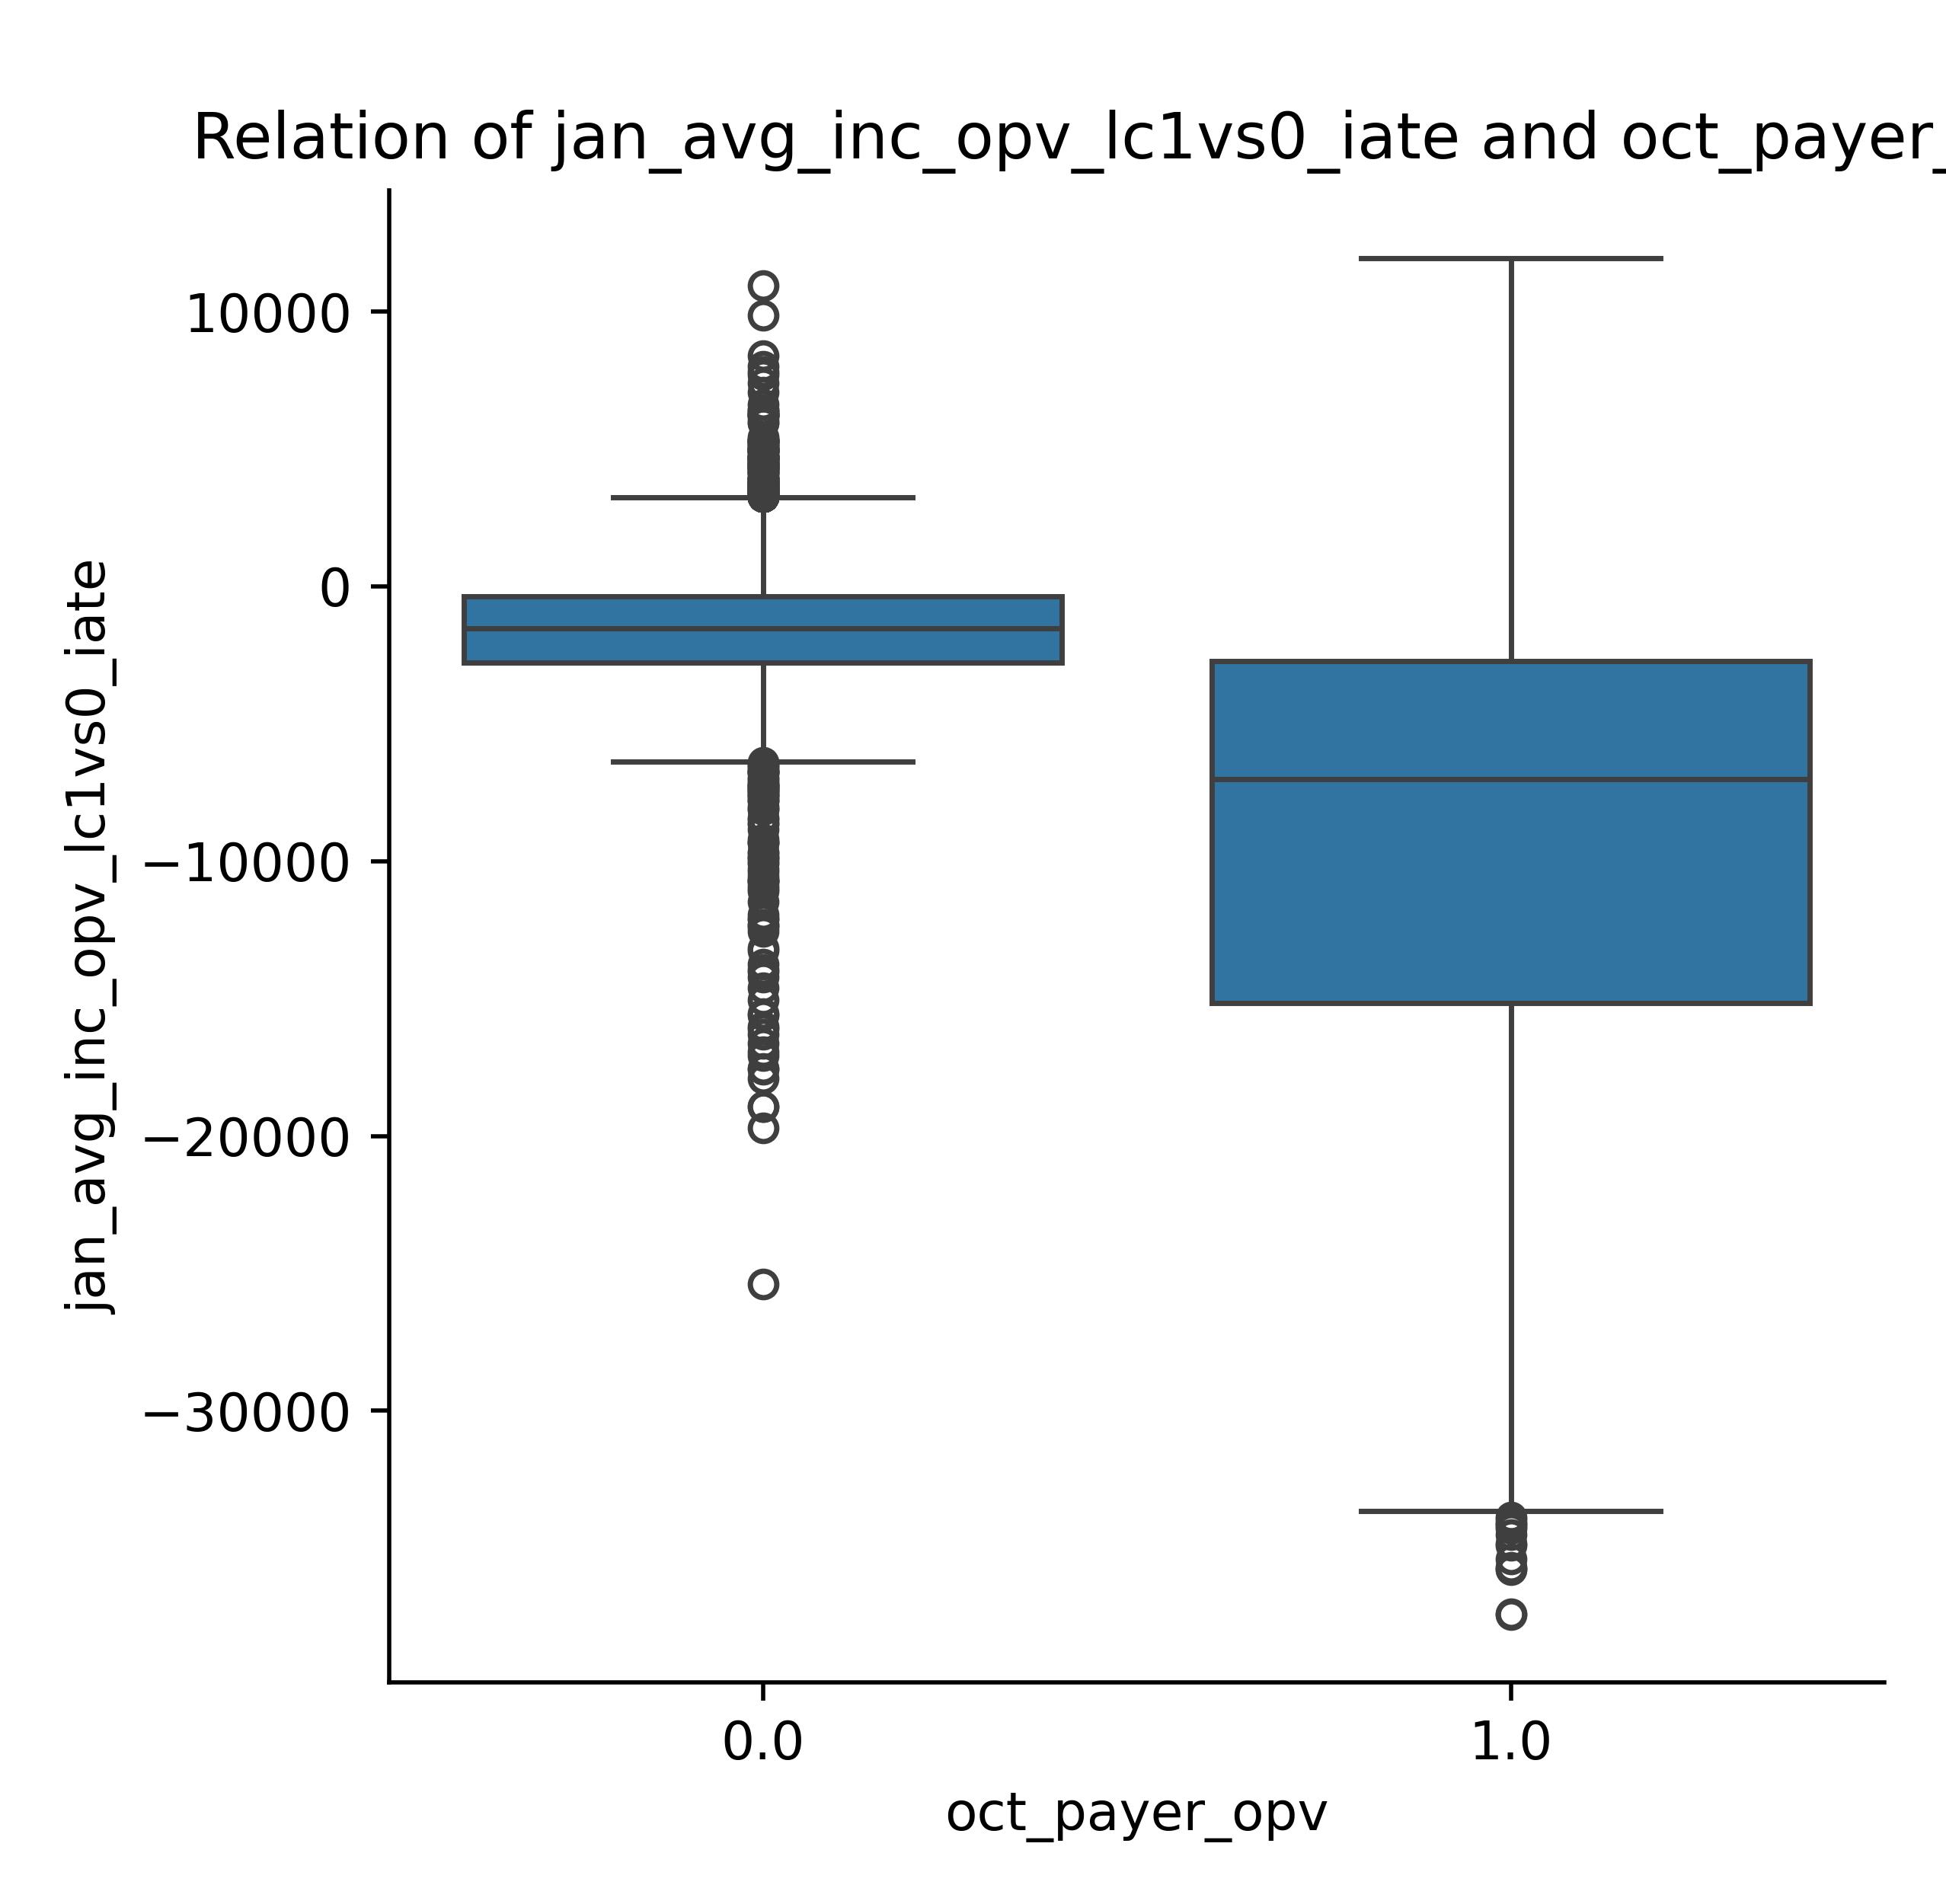 Relation of jan_avg_inc_opv_lc1vs0_iate and oct_payer_
jan_avg_inc_opv_lc1vs0_iate
10000
0
−10000
−20000
−30000
0.0
1.0
oct_payer_opv